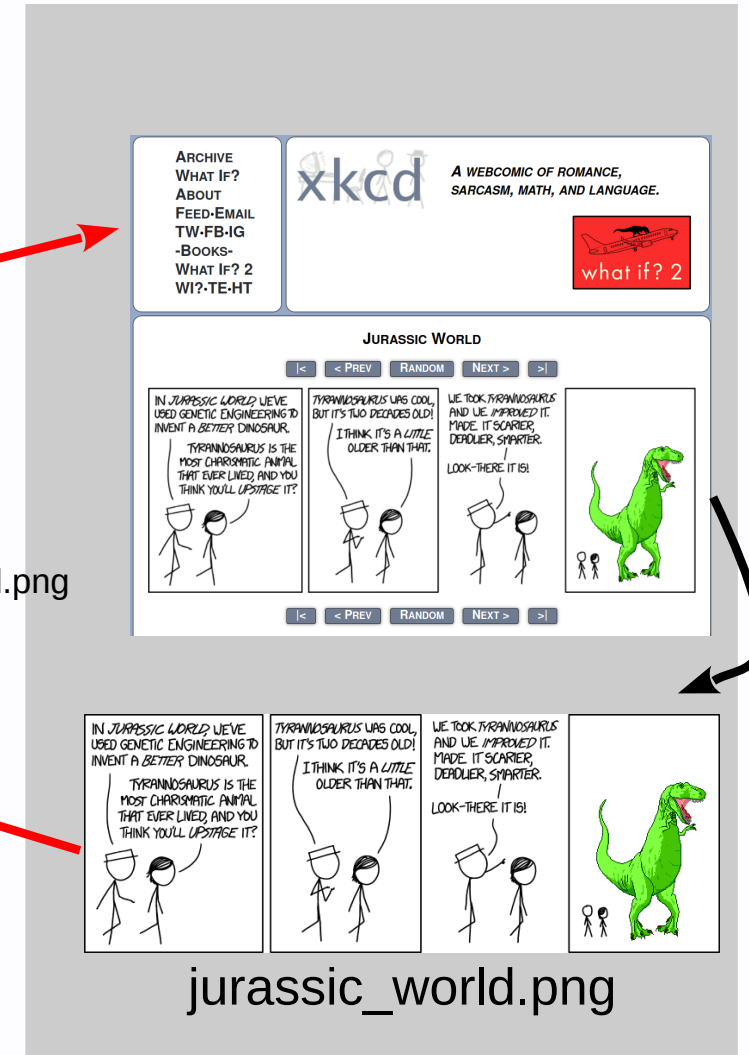 ARCHIVE
WHAT IF?
ABOUT
FEED•EMAIL
TW•FB•IG
-BOOKS-
WHAT IF? 2
WI?•TE•HT
xkcd
A WEBCOMIC OF ROMANCE,
SARCASM, MATH, AND LANGUAGE.
what if? 2
JURASSIC WORLD
|<
< PREV
RANDOM
NEXT >
>|
IN JURASSIC WORLD, WE'VE
USED GENETIC ENGINEERING TO
INVENT A BETTER DINOSAUR.
TYRANNOSAURUS IS THE
MOST CHARISMATIC ANIMAL
THAT EVER LIVED, AND YOU
THINK YOU'LL UPSTAGE IT?
TYRANNOSAURUS WAS COOL,
BUT IT'S TWO DECADES OLD!
I THINK IT'S A LITTLE
OLDER THAN THAT.
WE TOOK TYRANNOSAURUS
AND WE IMPROVED IT.
MADE IT SCARIER,
DEADLIER, SMARTER.
LOOK-THERE IT IS!
.png
|<
< PREV
RANDOM
NEXT >
>|
IN JURASSIC WORLD, WE'VE
USED GENETIC ENGINEERING TO
INVENT A BETTER DINOSAUR.
TYRANNOSAURUS IS THE
MOST CHARISMATIC ANIMAL
THAT EVER LIVED, AND YOU
THINK YOU'LL UPSTAGE IT?
TYRANNOSAURUS WAS COOL,
BUT IT'S TWO DECADES OLD!
I THINK IT'S A LITTLE
OLDER THAN THAT.
WE TOOK TYRANNOSAURUS
AND WE IMPROVED IT.
MADE IT SCARIER,
DEADLIER, SMARTER.
LOOK-THERE IT IS!
jurassic_world.png